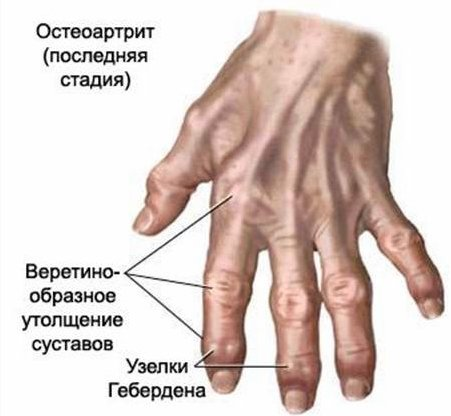 Остеоартрит
(последняя
стадия)
Веретино-
образное
утолщение
суставов
Узелки
Гебердена